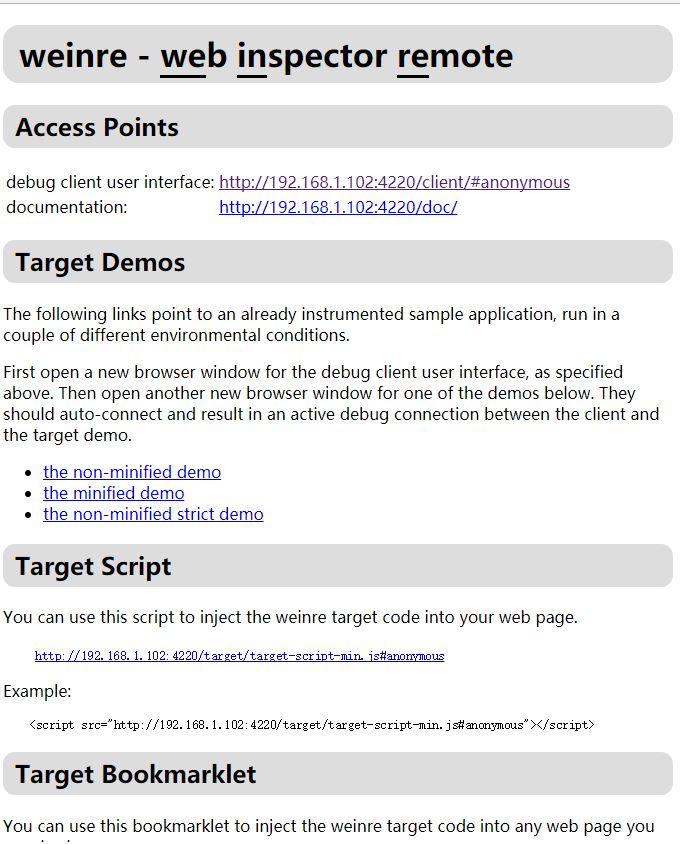 weinre - web inspector remote
Access Points
debug client user interface: http://192.168.1.102:4220/client/#anonymous
documentation: http://192.168.1.102:4220/doc/
Target Demos
The following links point to an already instrumented sample application, run in a
couple of different environmental conditions.
First open a new browser window for the debug client user interface, as specified
above. Then open another new browser window for one of the demos below. They
should auto-connect and result in an active debug connection between the client and
the target demo.
• the non-minified demo
• the minified demo
• the non-minified strict demo
Target Script
You can use this script to inject the weinre target code into your web page.
http://192.168.1.102:4220/target/target-script-min.js#anonymous
Example:
<script src="http://192.168.1.102:4220/target/target-script-min.js#anonymous"></script>
Target Bookmarklet
You can use this bookmarklet to inject the weinre target code into any web page you